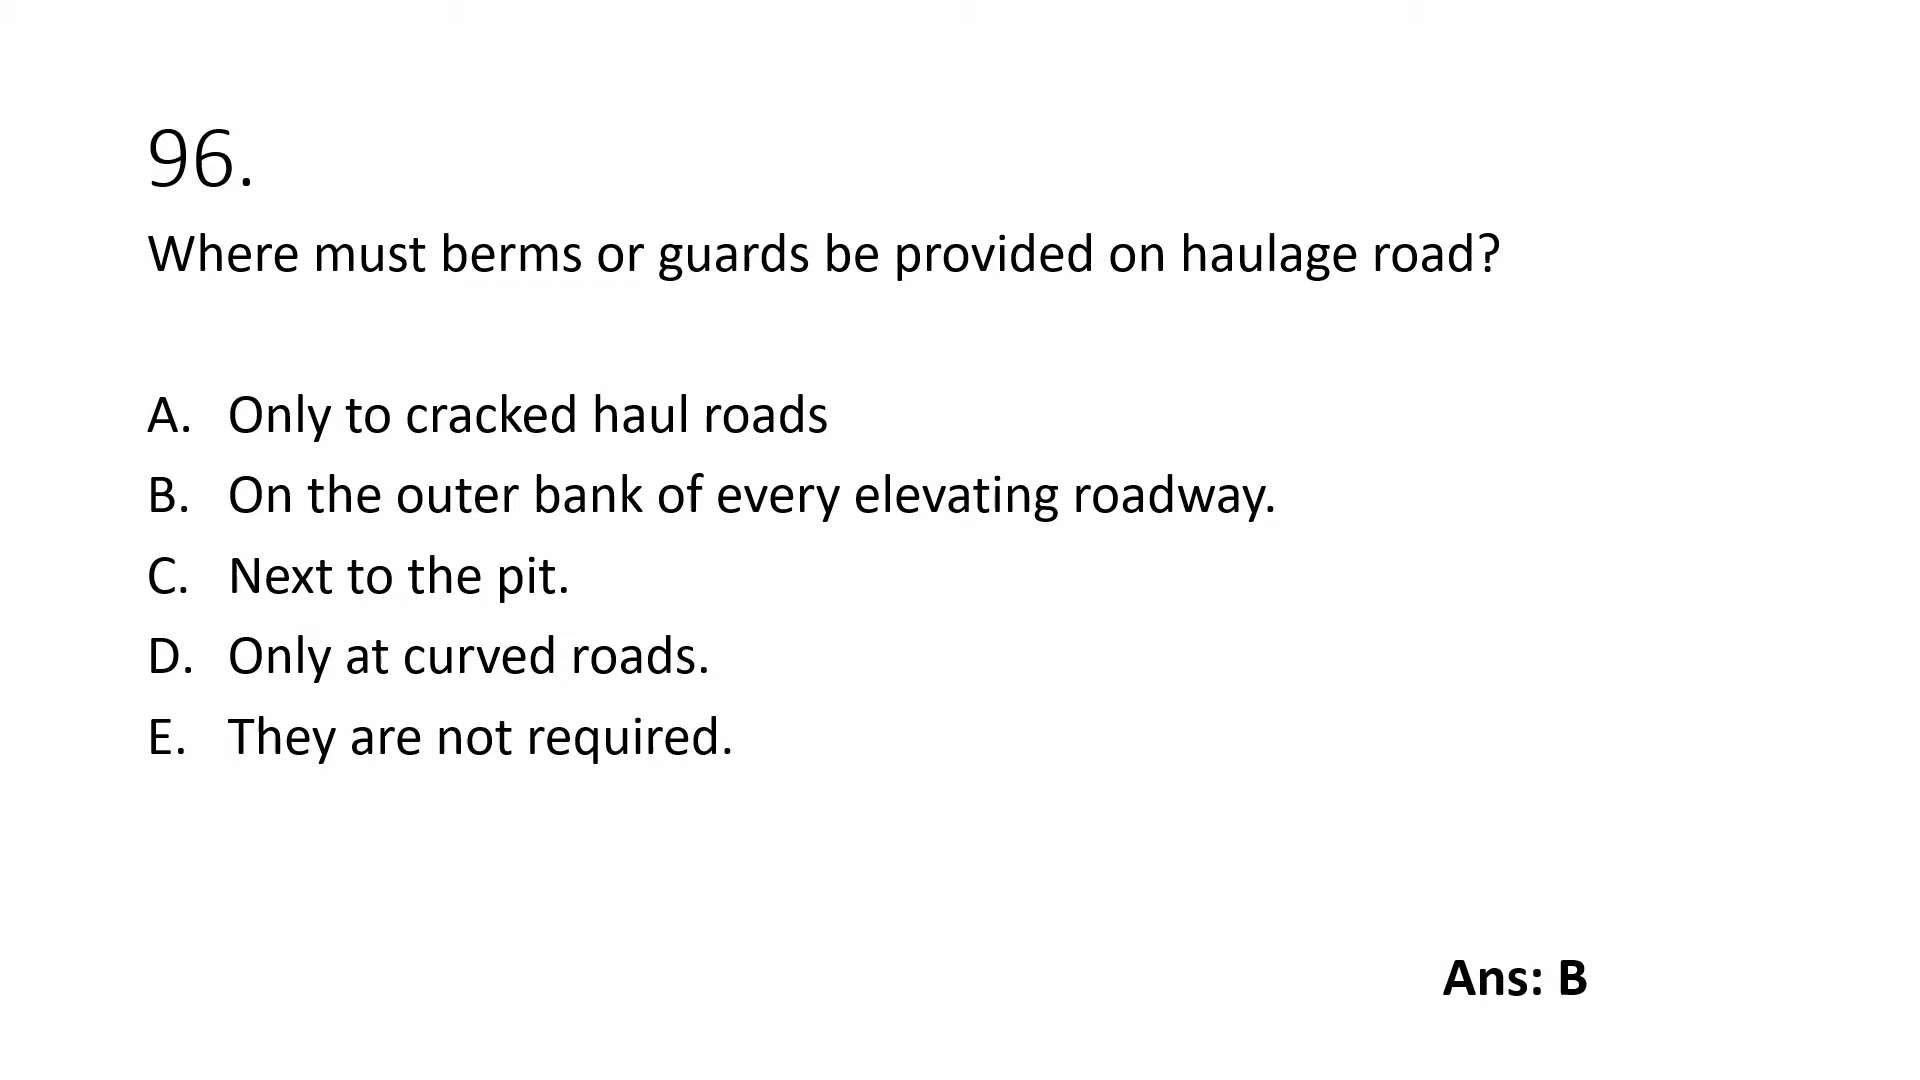 96.
Where must berms or guards be provided on haulage road?
A. Only to cracked haul roads
B. On the outer bank of every elevating roadway.
C. Next to the pit.
D. Only at curved roads.
E. They are not required.
Ans: B